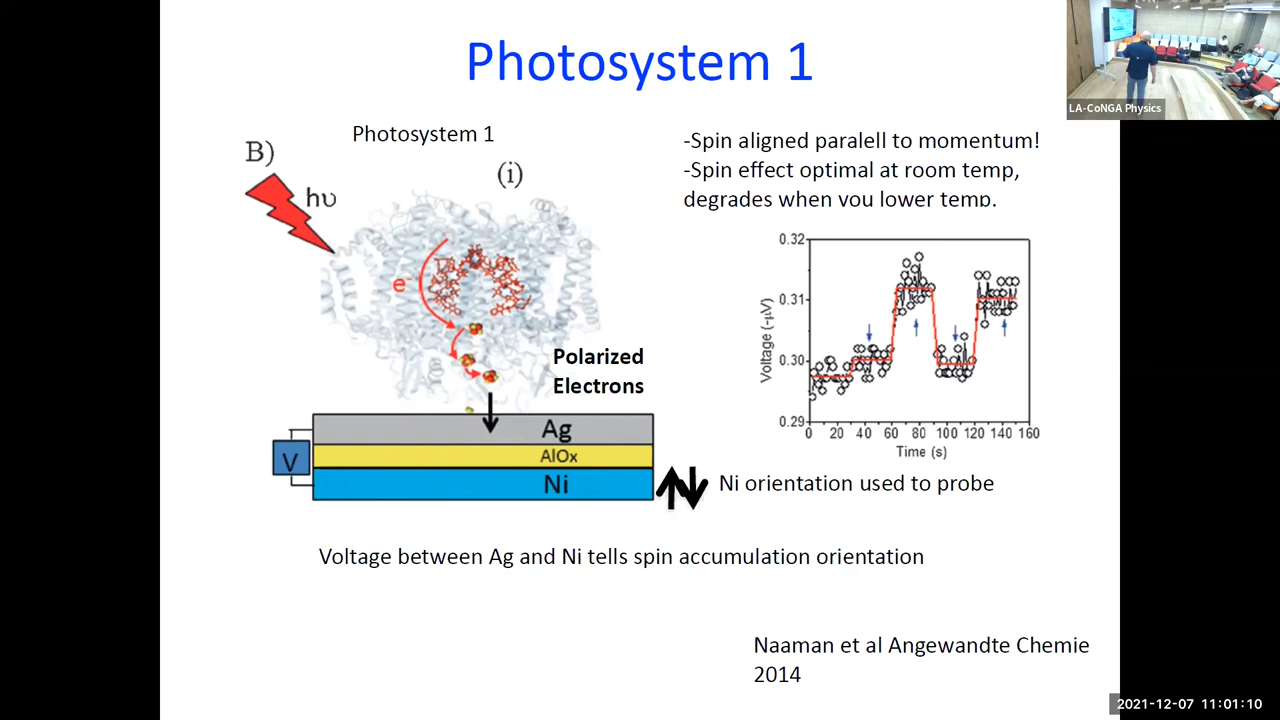 Photosystem 1
LA-CoNGA Physics
Photosystem 1
B)
(i)
hυ
e-
Polarized
Electrons
Ag
AlOx
Ni
V
-Spin aligned paralell to momentum!
-Spin effect optimal at room temp,
degrades when you lower temp.
0.32
0.31
0.30
0.29
Voltage (-μV)
0 20 40 60 80 100 120 140 160
Time (s)
Ni orientation used to probe
Voltage between Ag and Ni tells spin accumulation orientation
Naaman et al Angewandte Chemie
2014
2021-12-07 11:01:10